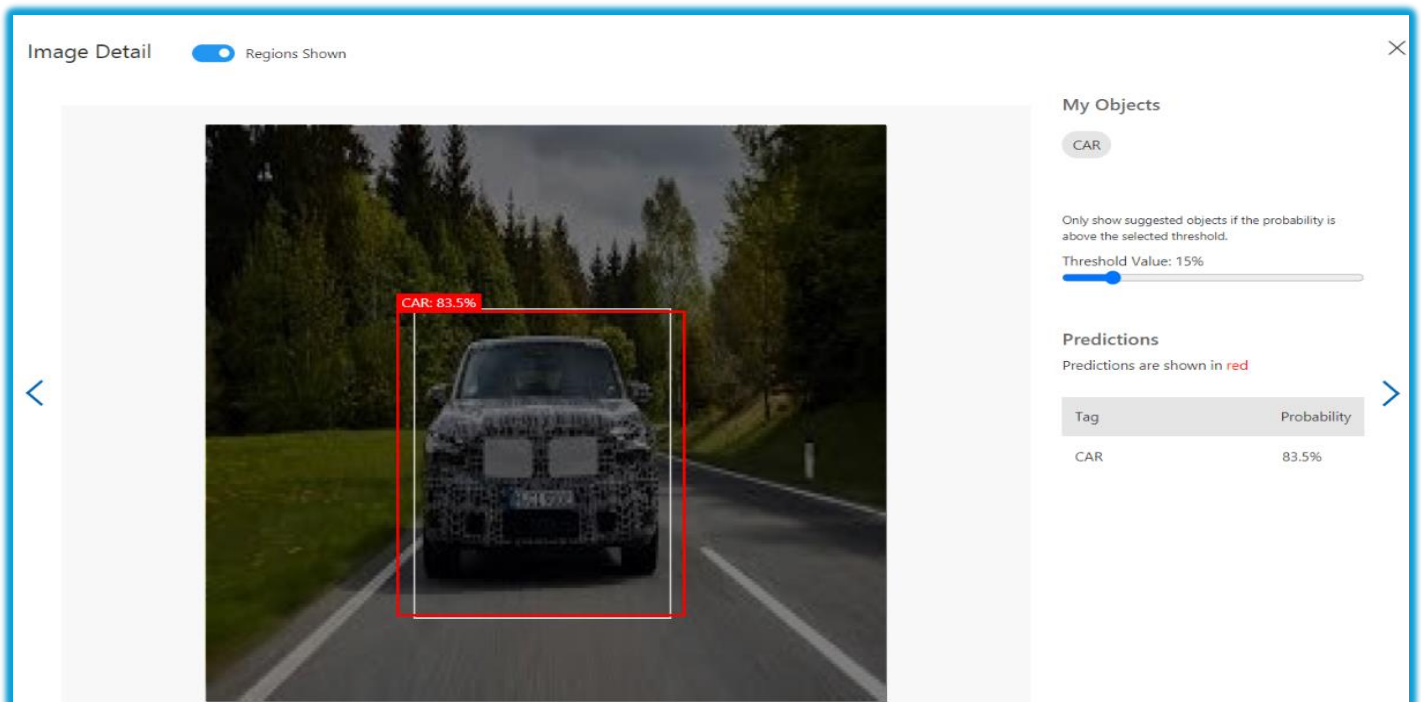 Image Detail
Regions Shown
My Objects
CAR
Only show suggested objects if the probability is
above the selected threshold.
Threshold Value: 15%
CAR: 83.5%
Predictions
Predictions are shown in red
Tag Probability
CAR 83.5%